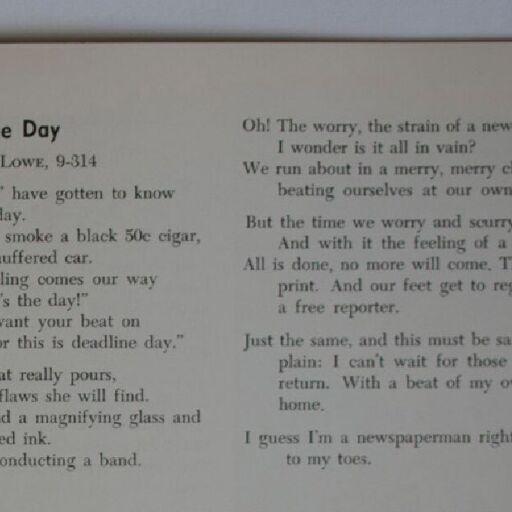 e Day
LOWE, 9-314
" have gotten to know
lay.
smoke a black 50c cigar,
uffered car.
ling comes our way
's the day!"
vant your beat on
or this is deadline day."
at really pours,
flaws she will find.
d a magnifying glass and
ed ink.
onducting a band.
Oh! The worry, the strain of a new
I wonder is it all in vain?
We run about in a merry, merry c
beating ourselves at our own
But the time we worry and scurry
And with it the feeling of a
All is done, no more will come. T
print. And our feet get to re
a free reporter.
Just the same, and this must be sa
plain: I can't wait for those
return. With a beat of my o
home.
I guess I'm a newspaperman right
to my toes.